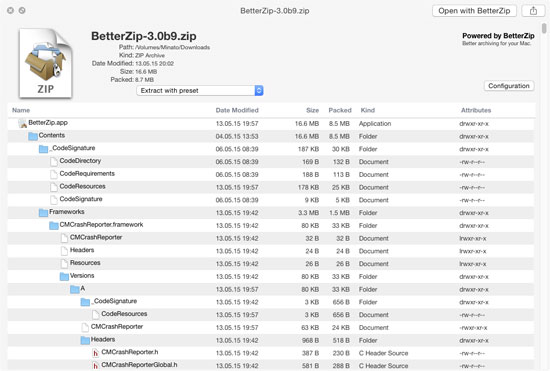 BetterZip-3.0b9.zip
Open with BetterZip
BetterZip-3.0b9.zip
Path: /Volumes/Minato/Downloads
Kind: ZIP Archive
Date Modified: 13.05.15 20:02
Size: 16.6 MB
Packed: 8.7 MB
Extract with preset
ZIP
Powered by BetterZip
Better archiving for your Mac.
Configuration
Name Date Modified Size Packed Kind Attributes
BetterZip.app 13.05.15 19:57 16.6 MB 8.5 MB Application drwxr-xr-x
Contents 04.05.15 13:53 16.6 MB 8.5 MB Folder drwxr-xr-x
_CodeSignature 06.05.15 08:39 187 KB 30 KB Folder drwxr-xr-x
CodeDirectory 06.05.15 08:39 169 B 132 B Document -rw-r--r--
CodeRequirements 06.05.15 08:39 188 B 113 B Document -rw-r--r--
CodeResources 13.05.15 19:57 178 KB 25 KB Document -rw-r--r--
CodeSignature 06.05.15 08:39 9 KB 5 KB Document -rw-r--r--
Frameworks 13.05.15 19:42 3.3 MB 1.5 MB Folder drwxr-xr-x
CMCrashReporter.framework 13.05.15 19:42 80 KB 33 KB Folder drwxr-xr-x
CMCrashReporter 13.05.15 19:42 32 B 32 B Document lrwxr-xr-x
Headers 13.05.15 19:42 24 B 24 B Document lrwxr-xr-x
Resources 13.05.15 19:42 26 B 26 B Document lrwxr-xr-x
Versions 13.05.15 19:42 80 KB 33 KB Folder drwxr-xr-x
A 13.05.15 19:57 80 KB 33 KB Folder drwxr-xr-x
_CodeSignature 13.05.15 19:42 3 KB 656 B Folder drwxr-xr-x
CodeResources 13.05.15 19:42 3 KB 656 B Document -rw-r--r--
CMCrashReporter 13.05.15 19:57 63 KB 24 KB Document -rwxr-xr-x
Headers 13.05.15 19:42 968 B 518 B Folder drwxr-xr-x
CMCrashReporter.h 13.05.15 19:42 387 B 230 B C Header Source -rw-r--r--
CMCrashReporterGlobal.h 13.05.15 19:42 581 B 288 B C Header Source -rw-r--r--